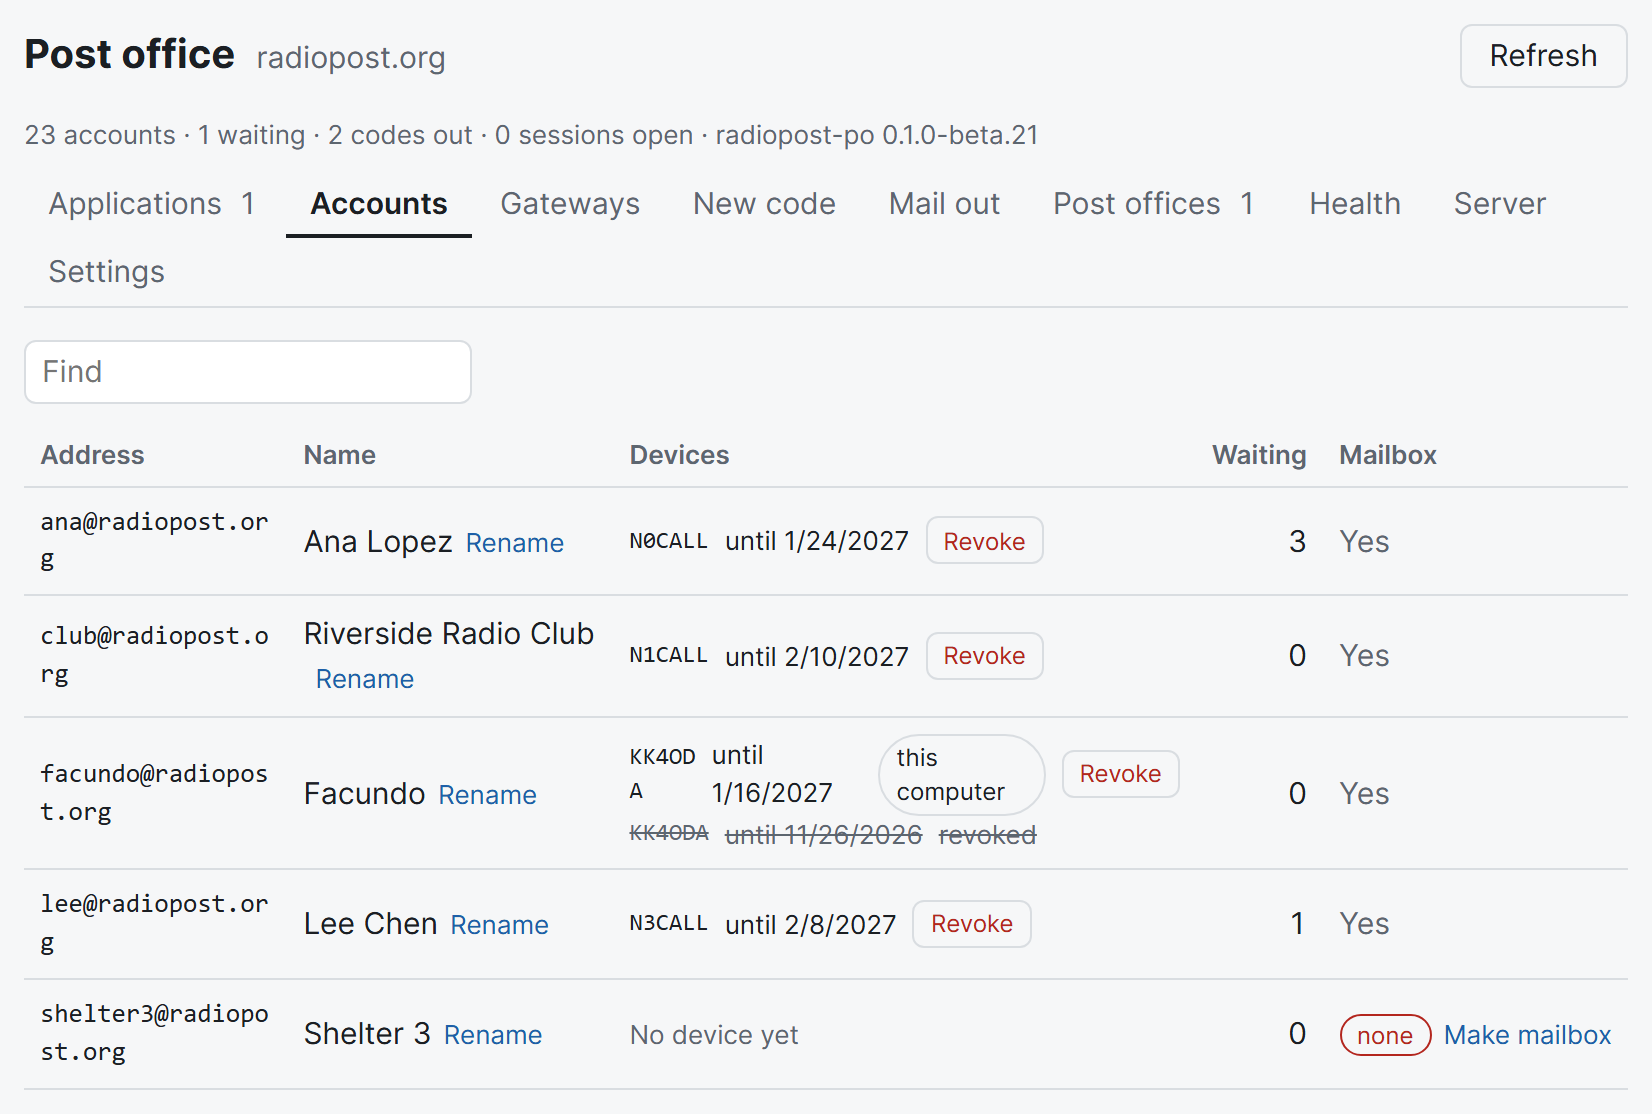 Post office radiopost.org
Refresh
23 accounts · 1 waiting · 2 codes out · 0 sessions open · radiopost-po 0.1.0-beta.21
Applications 1 Accounts Gateways New code Mail out Post offices 1 Health Server
Settings
Find
Address Name Devices Waiting Mailbox
ana@radiopost.or
g
Ana Lopez Rename
N0CALL until 1/24/2027 Revoke
3 Yes
club@radiopost.o
rg
Riverside Radio Club
Rename
N1CALL until 2/10/2027 Revoke
0 Yes
facundo@radiopos
t.org
Facundo Rename
KK4OD
A
until
1/16/2027
this
computer
Revoke
KK4ODA until 11/26/2026 revoked
0 Yes
lee@radiopost.or
g
Lee Chen Rename
N3CALL until 2/8/2027 Revoke
1 Yes
shelter3@radiopo
st.org
Shelter 3 Rename
No device yet
0 none Make mailbox